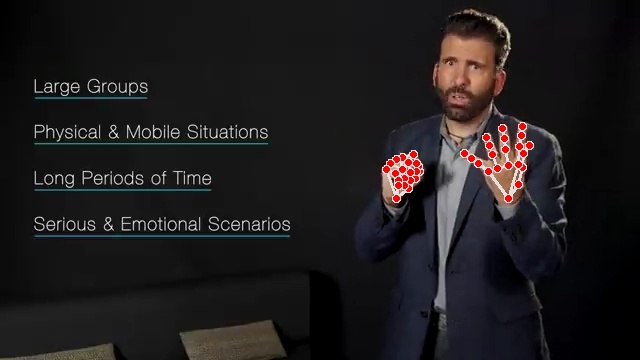 Large Groups
Physical & Mobile Situations
Long Periods of Time
Serious & Emotional Scenarios